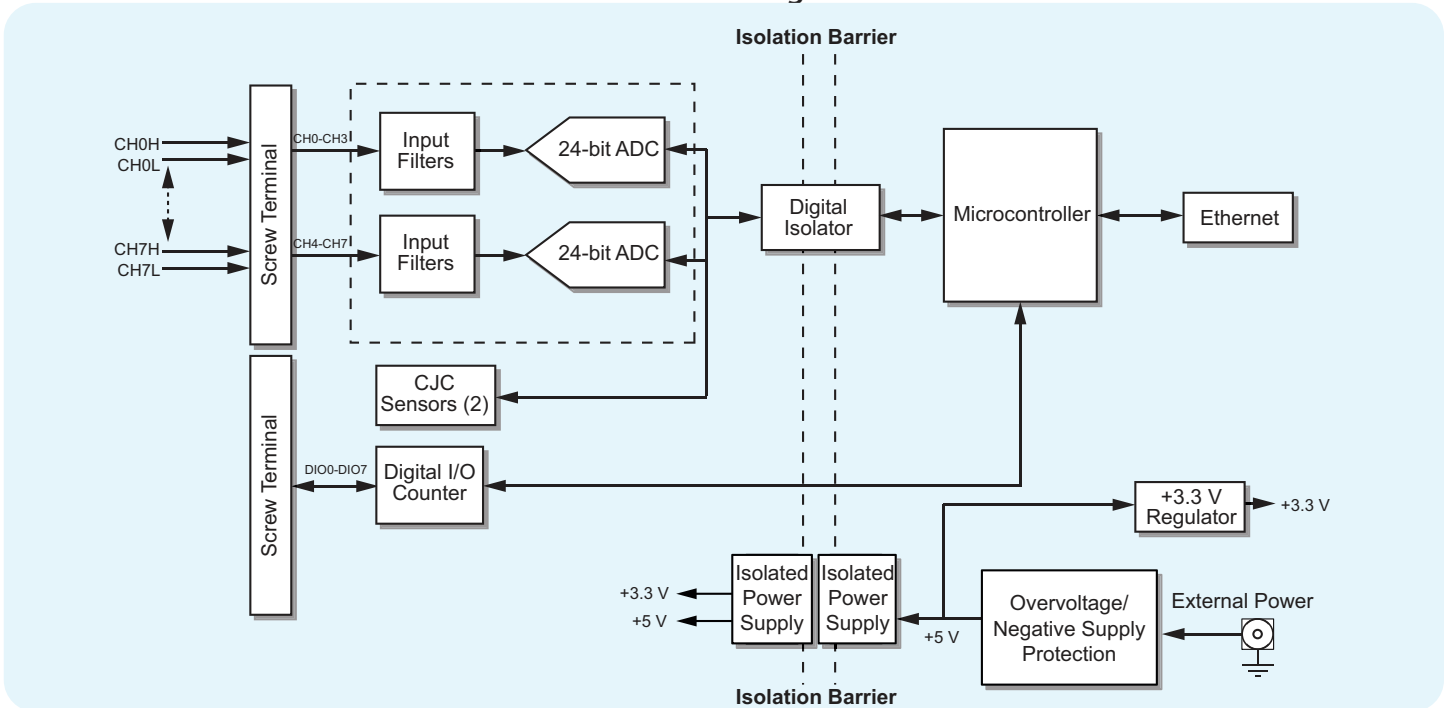 Isolation Barrier
CH0H
CH0L
CH7H
CH7L
Screw Terminal
CH0-CH3
CH4-CH7
Input
Filters
24-bit ADC
Input
Filters
24-bit ADC
Digital
Isolator
Microcontroller
Ethernet
CJC
Sensors (2)
Screw Terminal
DIO0-DIO7
Digital I/O
Counter
+3.3 V
Regulator
+3.3 V
+3.3 V
+5 V
Isolated
Power
Supply
Isolated
Power
Supply
+5 V
Overvoltage/
Negative Supply
Protection
External Power
Isolation Barrier